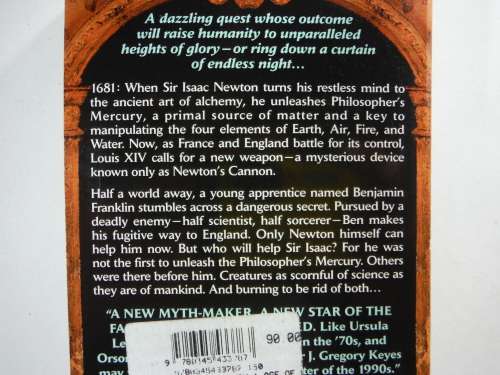 A dazzling quest whose outcome
will raise humanity to unparalleled
heights of glory—or ring down a curtain
of endless night...
1681: When Sir Isaac Newton turns his restless mind to
the ancient art of alchemy, he unleashes Philosopher's
Mercury, a primal source of matter and a key to
manipulating the four elements of Earth, Air, Fire, and
Water. Now, as France and England battle for its control,
Louis XIV calls for a new weapon—a mysterious device
known only as Newton's Cannon.
Half a world away, a young apprentice named Benjamin
Franklin stumbles across a dangerous secret. Pursued by a
deadly enemy—half scientist, half sorcerer—Ben makes
his fugitive way to England. Only Newton himself can
help him now. But who will help Sir Isaac? For he was
not the first to unleash the Philosopher's Mercury. Others
were there before him. Creatures as scornful of science as
they are of mankind. And burning to be rid of both...
"A NEW MYTH-MAKER, A NEW STAR OF THE
FA ED. Like Ursula
Le n the '70s, and
Orson r J. Gregory Keyes
may ter of the 1990s."
90.00
9 780345 433787